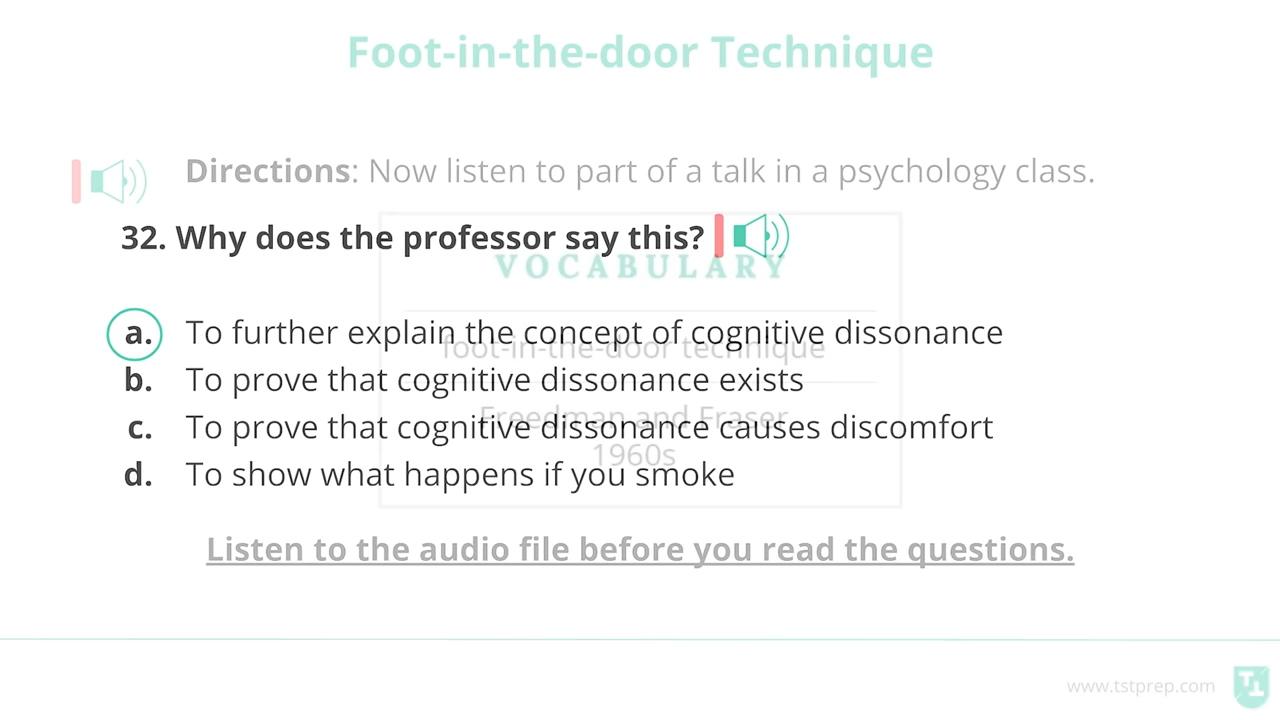 Foot-in-the-door Technique
Directions: Now listen to part of a talk in a psychology class.
32. Why does the professor say this?
VOCABULARY
a. To further explain the concept of cognitive dissonance
foot-in-the-door technique
b. To prove that cognitive dissonance exists
Freedman and Fraser
c. To prove that cognitive dissonance causes discomfort
1960s
d. To show what happens if you smoke
Listen to the audio file before you read the questions.
www.tstprep.com